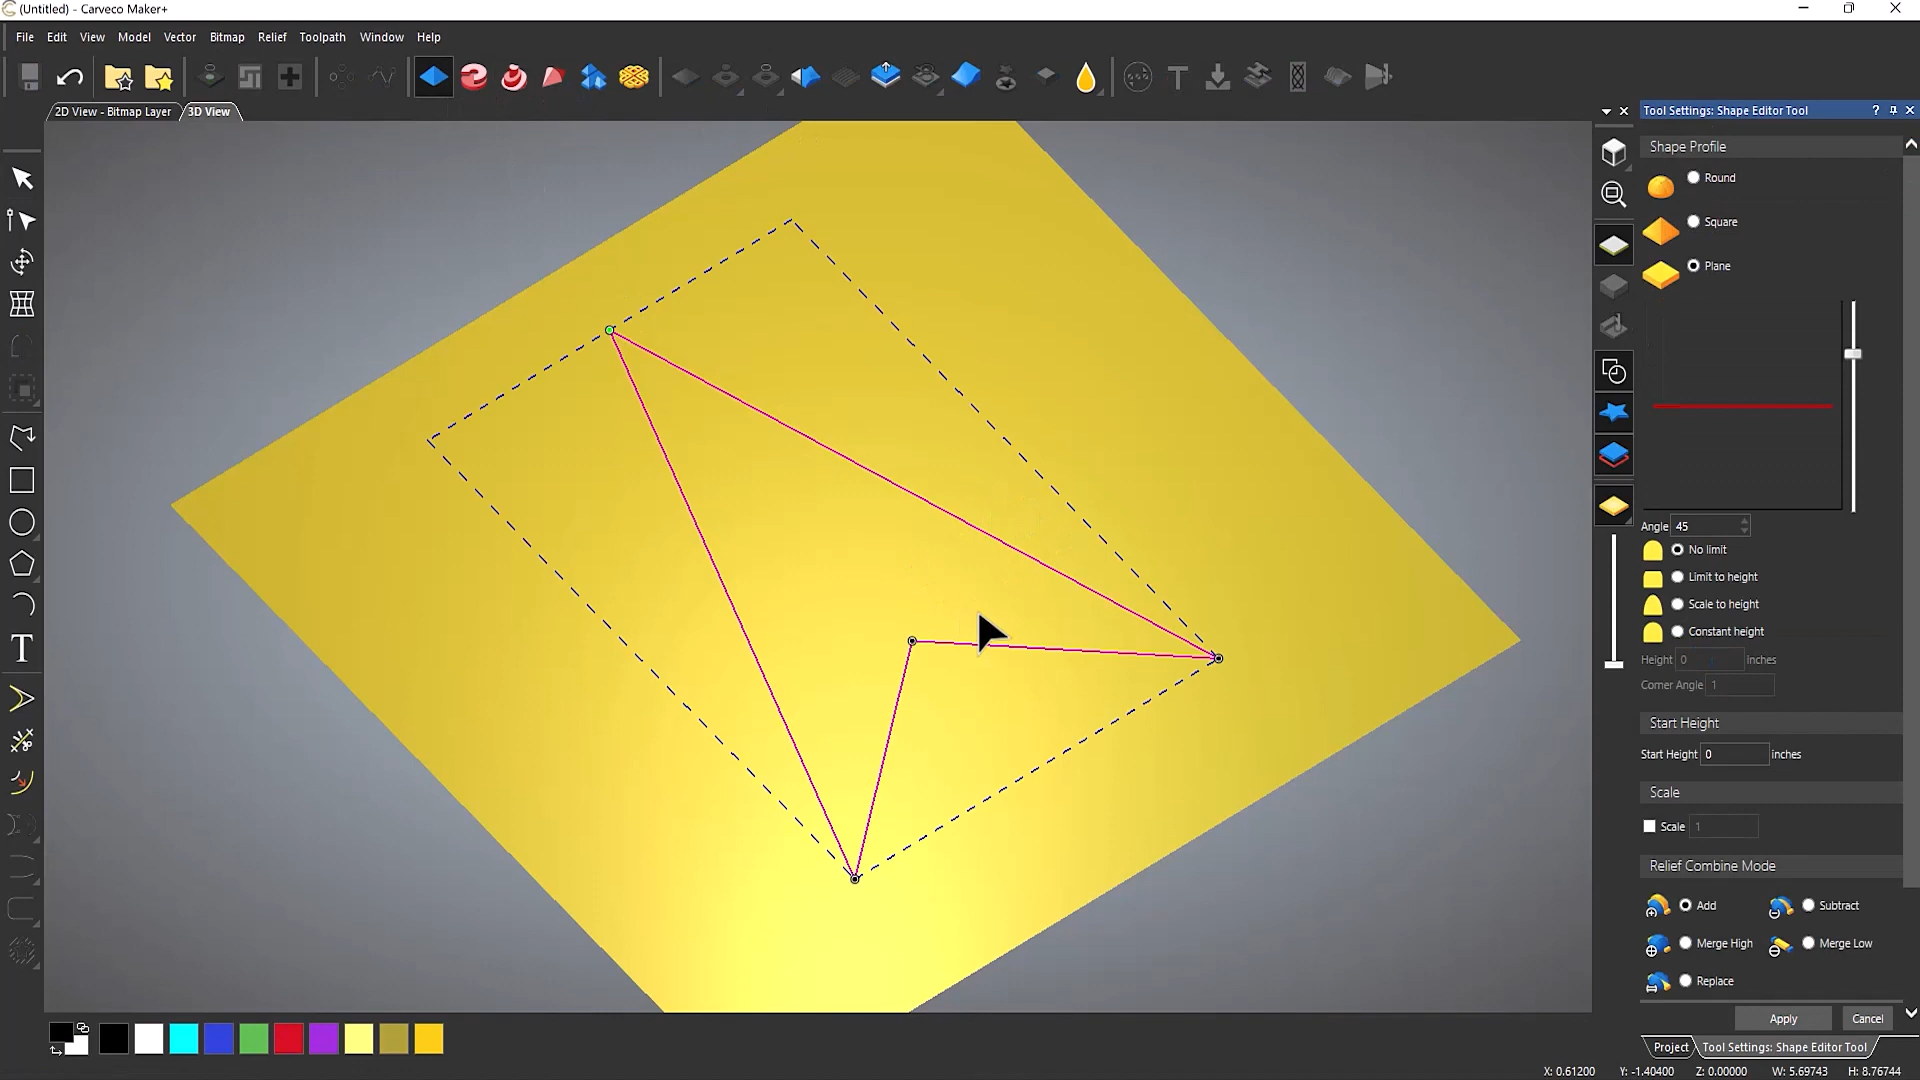 (Untitled) - Carveco Maker+
File Edit View Model Vector Bitmap Relief Toolpath Window Help
2D View - Bitmap Layer 3D View
Tool Settings: Shape Editor Tool
Shape Profile
Round
Square
Plane
Angle 45
No limit
Limit to height
Scale to height
Constant height
Height 0 Inches
Corner Angle 1
Start Height
Start Height 0 inches
Scale
Scale 1
Relief Combine Mode
Add Subtract
Merge High Merge Low
Replace
Apply Cancel
Project Tool Settings: Shape Editor Tool
X: 0.61200 Y: -1.40400 Z: 0.00000 W: 5.69743 H: 8.76744